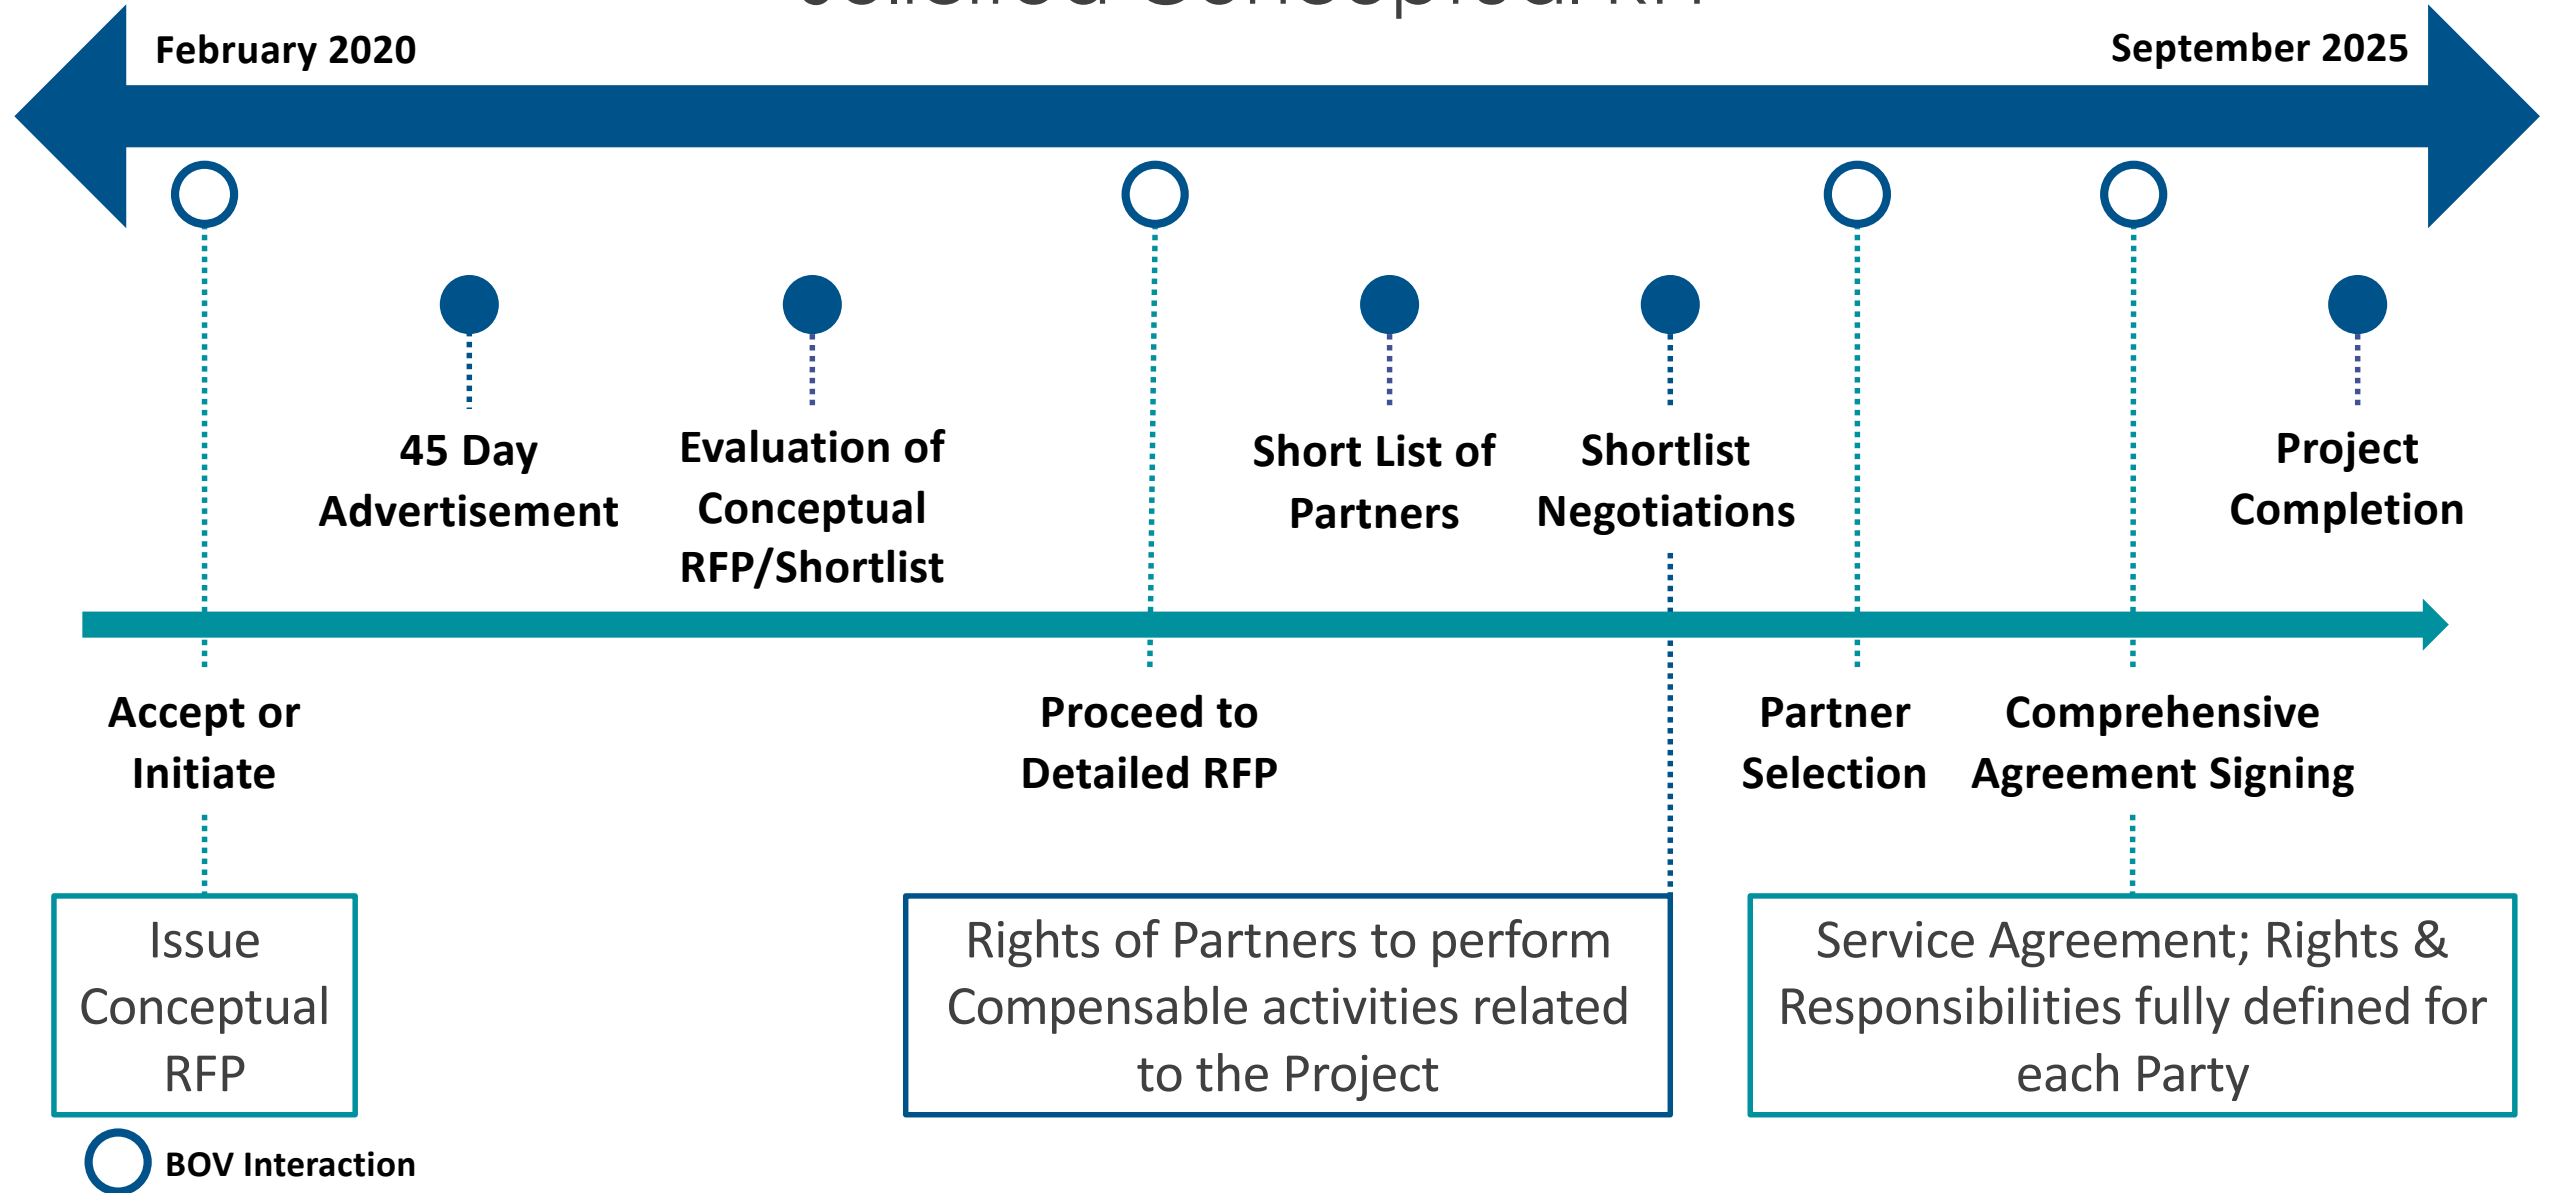 February 2020
September 2025
45 Day
Advertisement
Evaluation of
Conceptual
RFP/Shortlist
Short List of
Partners
Shortlist
Negotiations
Project
Completion
Accept or
Initiate
Proceed to
Detailed RFP
Partner
Selection
Comprehensive
Agreement Signing
Issue
Conceptual
RFP
Rights of Partners to perform
Compensable activities related
to the Project
Service Agreement; Rights &
Responsibilities fully defined for
each Party
BOV Interaction